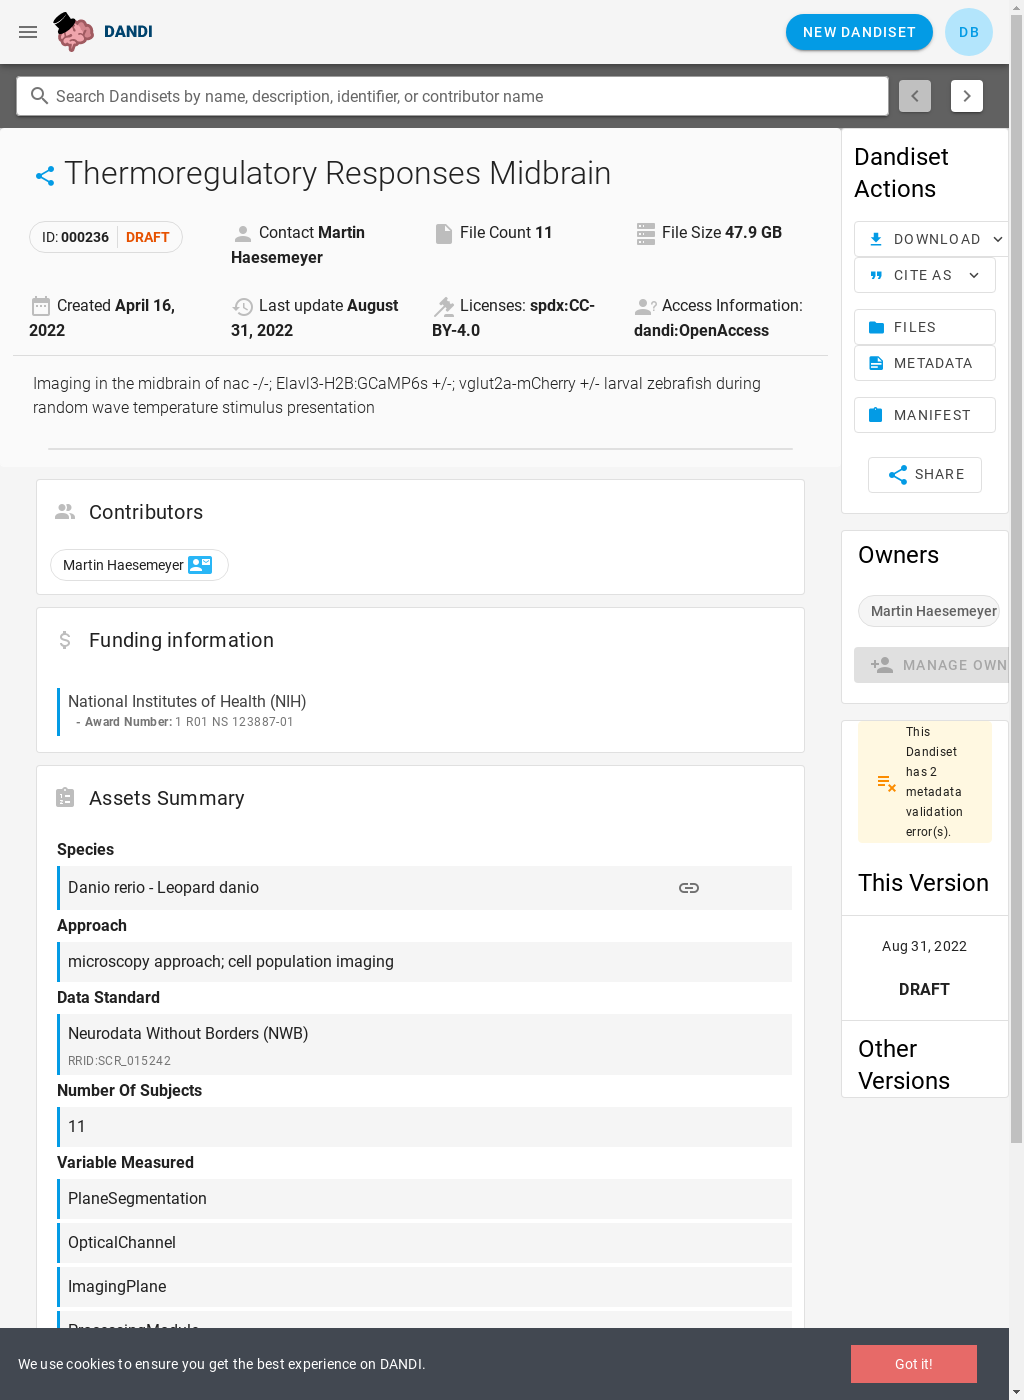 DANDI
NEW DANDISET
DB
Search Dandisets by name, description, identifier, or contributor name
Thermoregulatory Responses Midbrain
ID: 000236 DRAFT
Contact Martin
Haesemeyer
File Count 11
File Size 47.9 GB
Created April 16,
2022
Last update August
31, 2022
Licenses: spdx:CC-
BY-4.0
Access Information:
dandi:OpenAccess
Imaging in the midbrain of nac -/-; Elavl3-H2B:GCaMP6s +/-; vglut2a-mCherry +/- larval zebrafish during
random wave temperature stimulus presentation
Contributors
Martin Haesemeyer
Funding information
National Institutes of Health (NIH)
- Award Number: 1 R01 NS 123887-01
Assets Summary
Species
Danio rerio - Leopard danio
Approach
microscopy approach; cell population imaging
Data Standard
Neurodata Without Borders (NWB)
RRID:SCR_015242
Number Of Subjects
11
Variable Measured
PlaneSegmentation
OpticalChannel
ImagingPlane
ProcessingModule
Dandiset
Actions
DOWNLOAD
CITE AS
FILES
METADATA
MANIFEST
SHARE
Owners
Martin Haesemeyer
MANAGE OWN
This
Dandiset
has 2
metadata
validation
error(s).
This Version
Aug 31, 2022
DRAFT
Other
Versions
We use cookies to ensure you get the best experience on DANDI.
Got it!